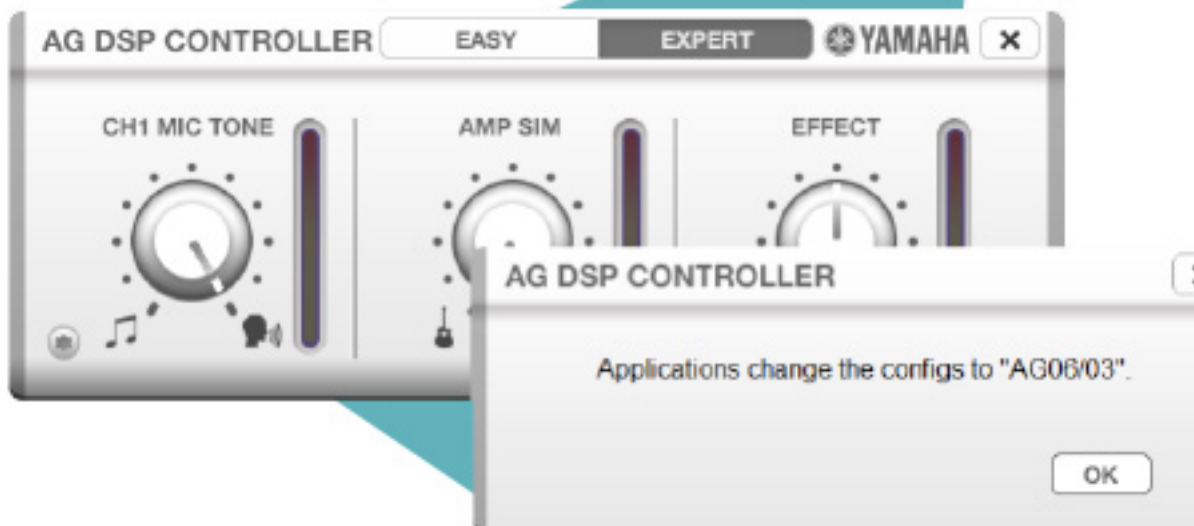 AG DSP CONTROLLER EASY EXPERT YAMAHA ×
CH1 MIC TONE AMP SIM EFFECT
AG DSP CONTROLLER
Applications change the configs to "AG06/03".
OK